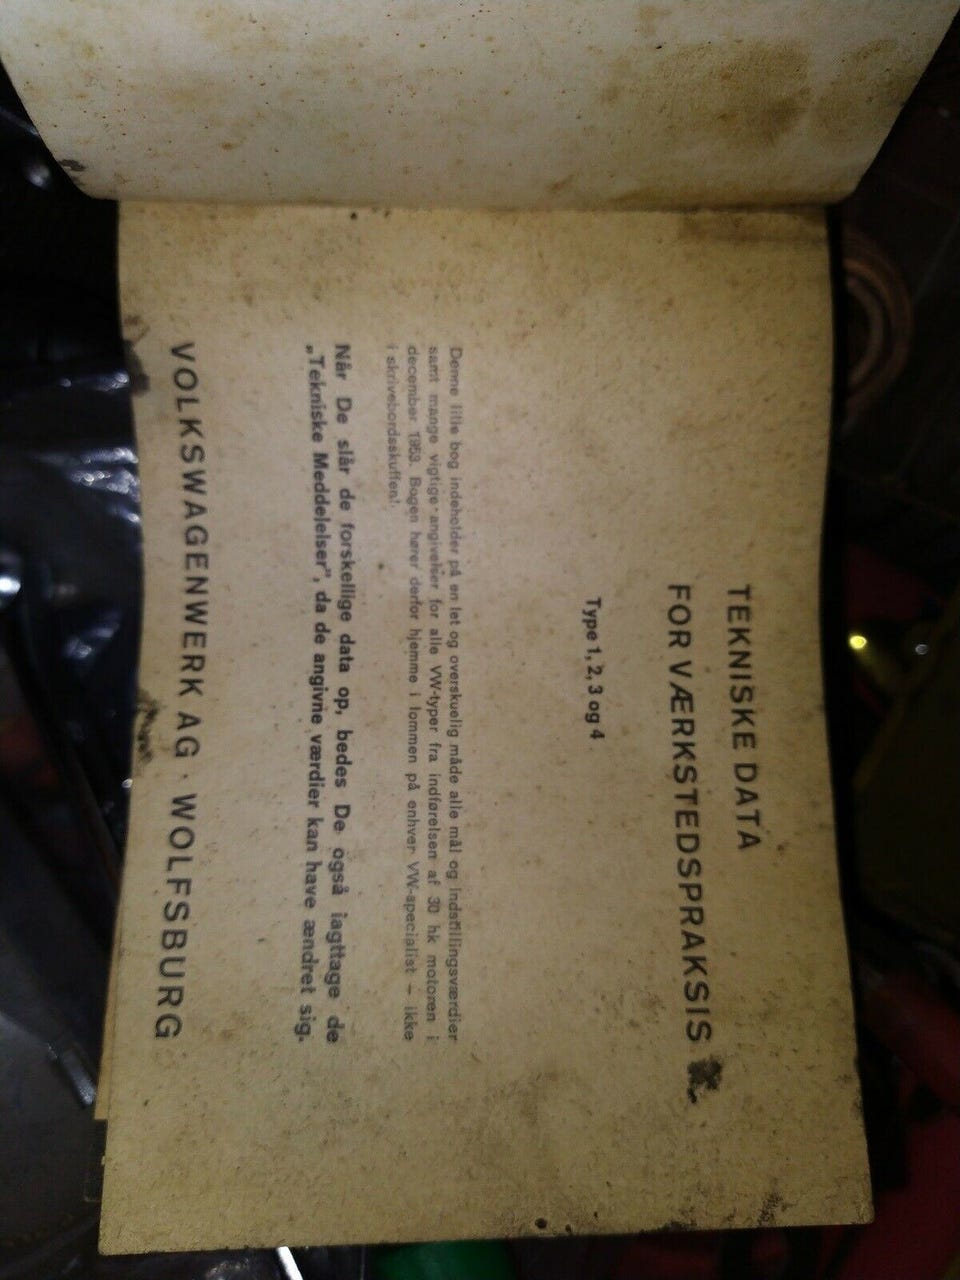 TEKNISKE DATA
FOR VÆRKSTEDSPRAKSIS
Type 1, 2, 3 og 4
Denne lille bog indeholder på en let og overskuelig måde alle mål og indstillingsværdier
samt mange vigtige angivelser for alle VW-typer fra indførelsen af 30 hk motoren i
december 1953. Bogen hører derfor hjemme i lommen på enhver VW-specialist – ikke
i skrivebordsskuffen!
Når De slår de forskellige data op, bedes De også iagttage de
„Tekniske Meddelelser", da de angivne værdier kan have ændret sig.
VOLKSWAGENWERK AG · WOLFSBURG